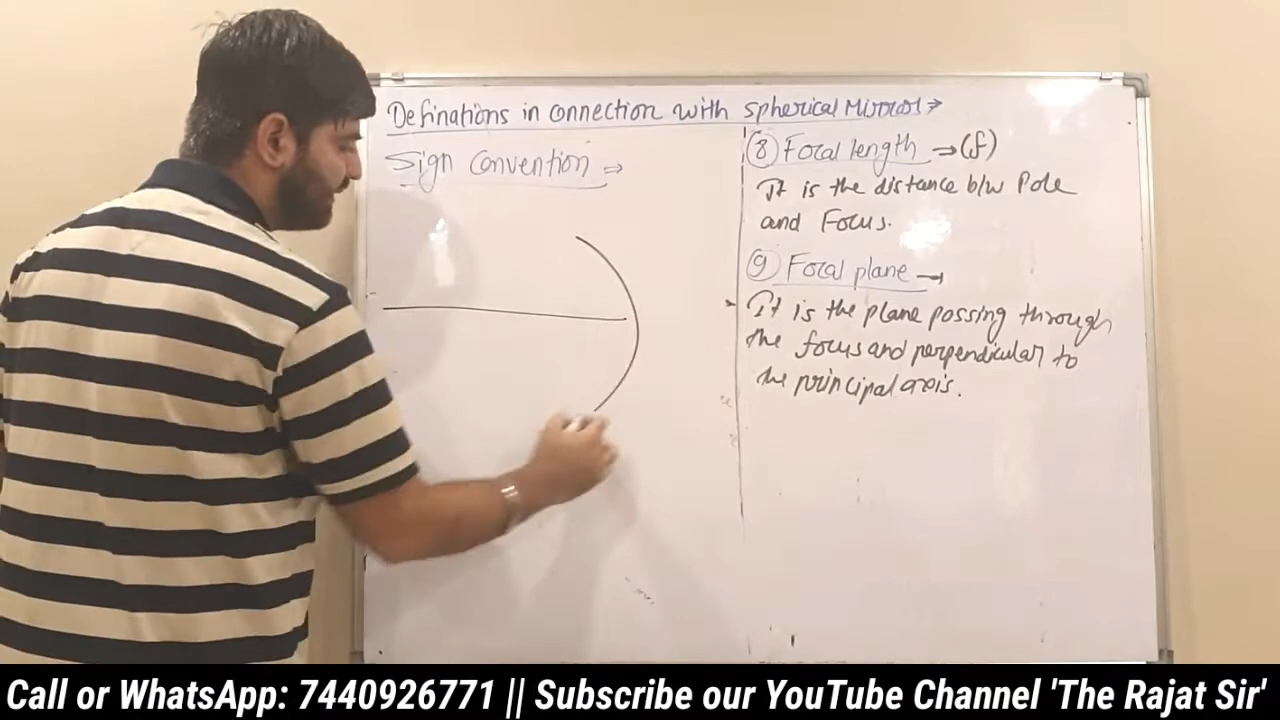 Definations in connection with spherical Mirror →
Sign Convention ⇒
⑧ Focal length → (f)
It is the distance b/w Pole
and Focus.
⑨ Focal plane →
It is the plane passing through
the focus and perpendicular to
the principal axis.
Call or WhatsApp: 7440926771 || Subscribe our YouTube Channel 'The Rajat Sir'